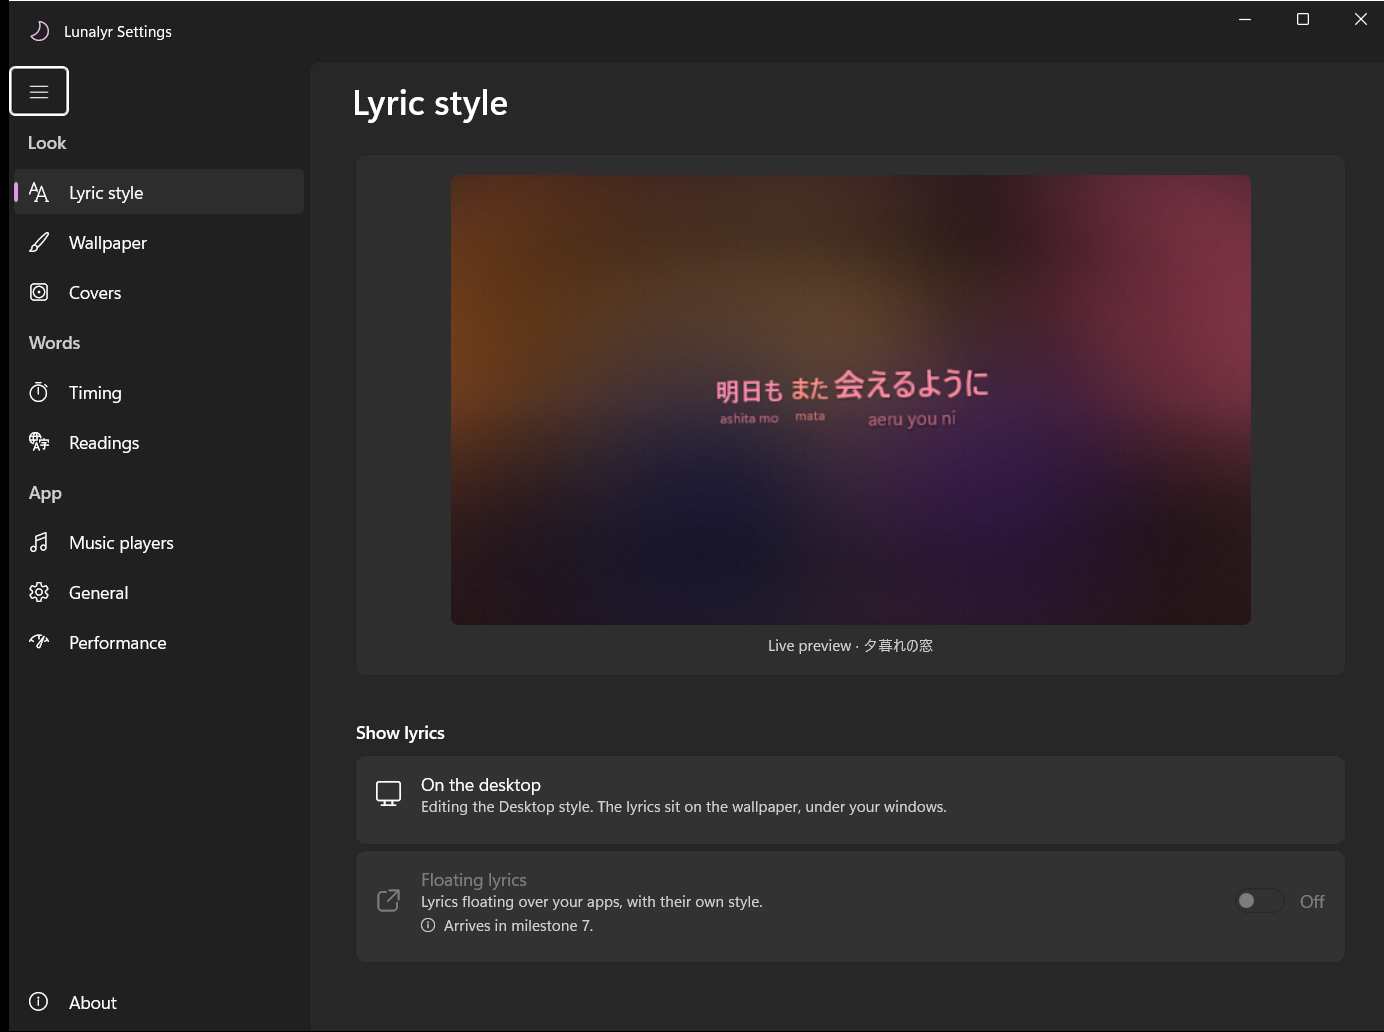 Lunalyr Settings
Look
Lyric style
Wallpaper
Covers
Words
Timing
Readings
App
Music players
General
Performance
About
Lyric style
明日も また 会えるように
ashita mo mata aeru you ni
Live preview · 夕暮れの窓
Show lyrics
On the desktop
Editing the Desktop style. The lyrics sit on the wallpaper, under your windows.
Floating lyrics
Lyrics floating over your apps, with their own style.
Arrives in milestone 7.
Off